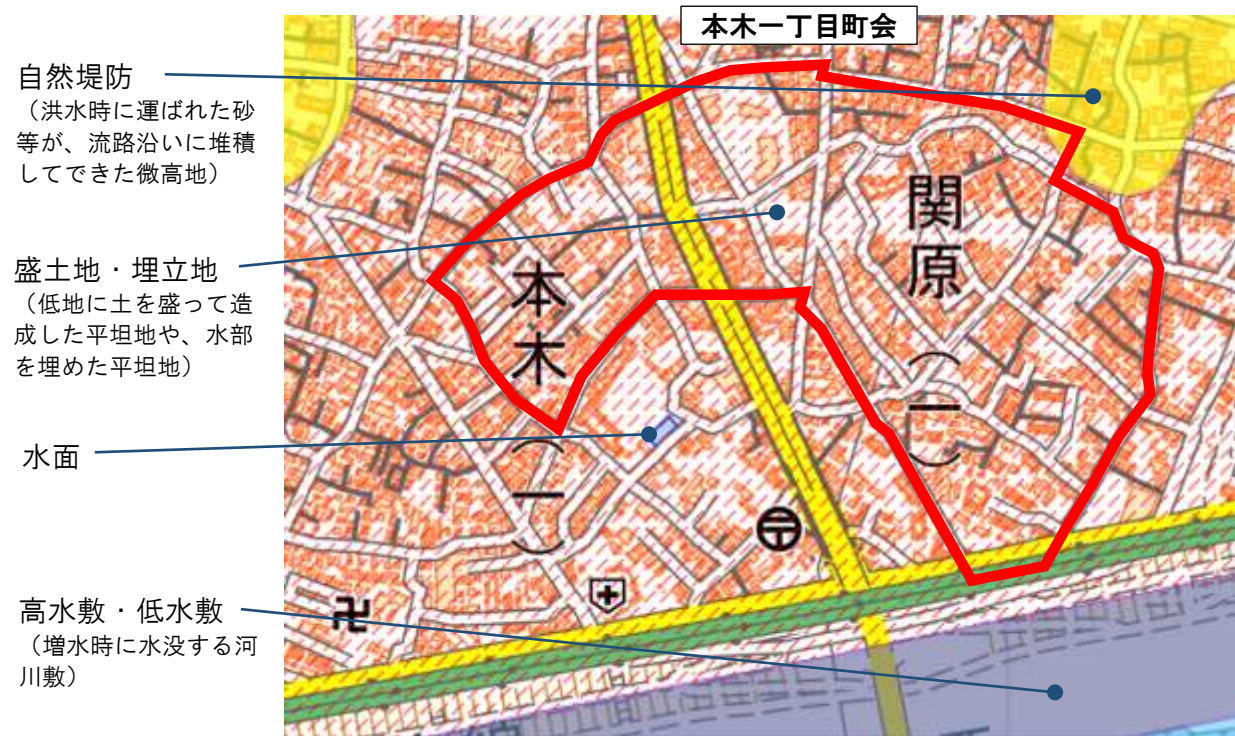 本木一丁目町会
自然堤防
（洪水時に運ばれた砂
等が、流路沿いに堆積
してできた微高地）
盛土地・埋立地
（低地に土を盛って造
成した平坦地や、水部
を埋めた平坦地）
水面
高水敷・低水敷
（増水時に水没する河
川敷）
本木（一）
関原（一）